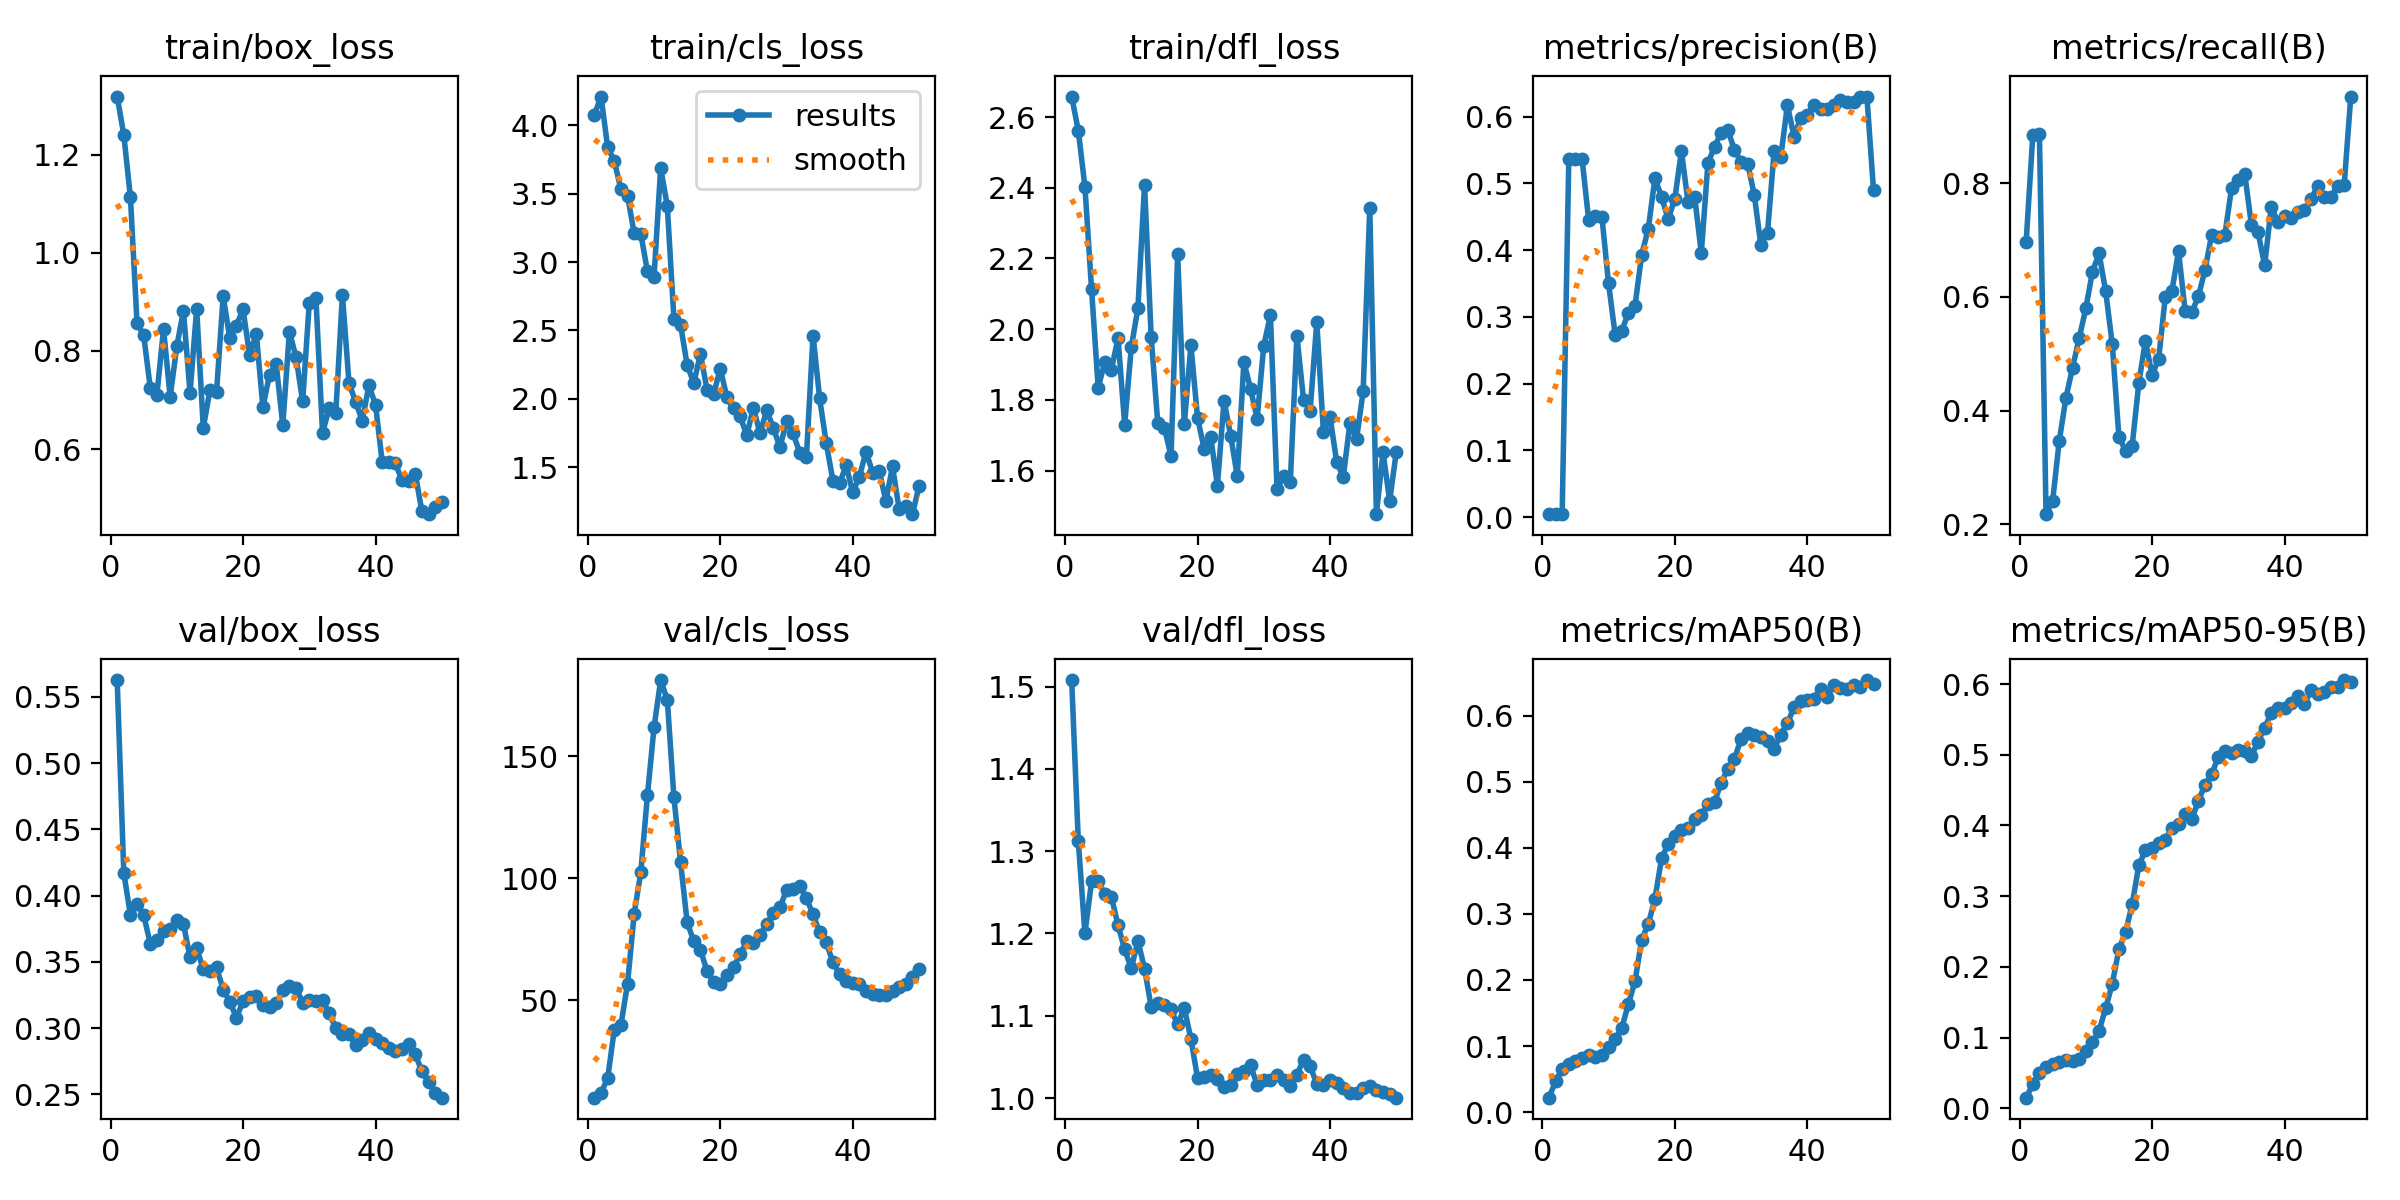 train/box_loss
1.2
1.0
0.8
0.6
0 20 40
train/cls_loss
results
smooth
4.0
3.5
3.0
2.5
2.0
1.5
0 20 40
train/dfl_loss
2.6
2.4
2.2
2.0
1.8
1.6
0 20 40
metrics/precision(B)
0.6
0.5
0.4
0.3
0.2
0.1
0.0
0 20 40
metrics/recall(B)
0.8
0.6
0.4
0.2
0 20 40
val/box_loss
0.55
0.50
0.45
0.40
0.35
0.30
0.25
0 20 40
val/cls_loss
150
100
50
0 20 40
val/dfl_loss
1.5
1.4
1.3
1.2
1.1
1.0
0 20 40
metrics/mAP50(B)
0.6
0.5
0.4
0.3
0.2
0.1
0.0
0 20 40
metrics/mAP50-95(B)
0.6
0.5
0.4
0.3
0.2
0.1
0.0
0 20 40